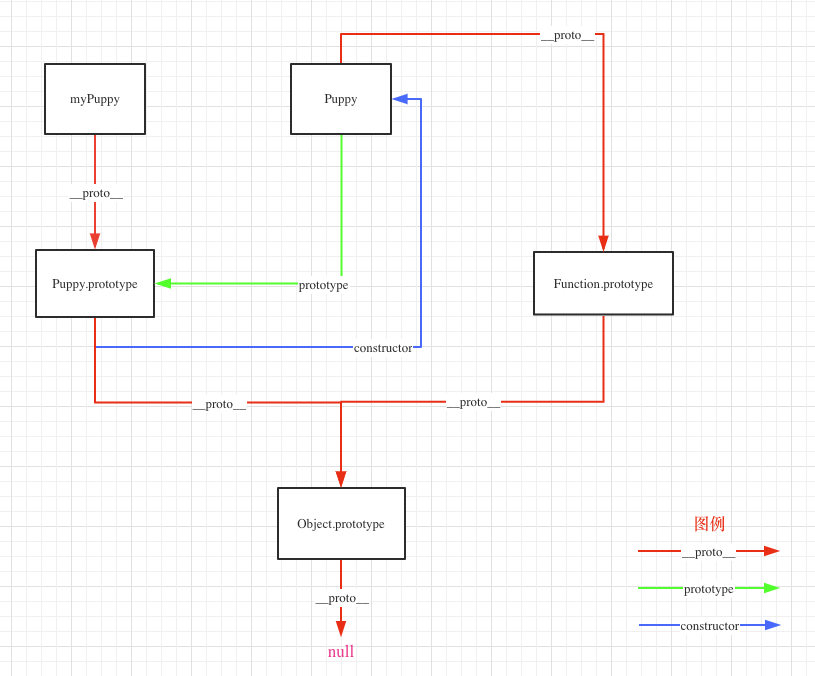 __proto__
myPuppy
Puppy
__proto__
Puppy.prototype
prototype
Function.prototype
constructor
__proto__
__proto__
Object.prototype
图例
__proto__
prototype
__proto__
constructor
null